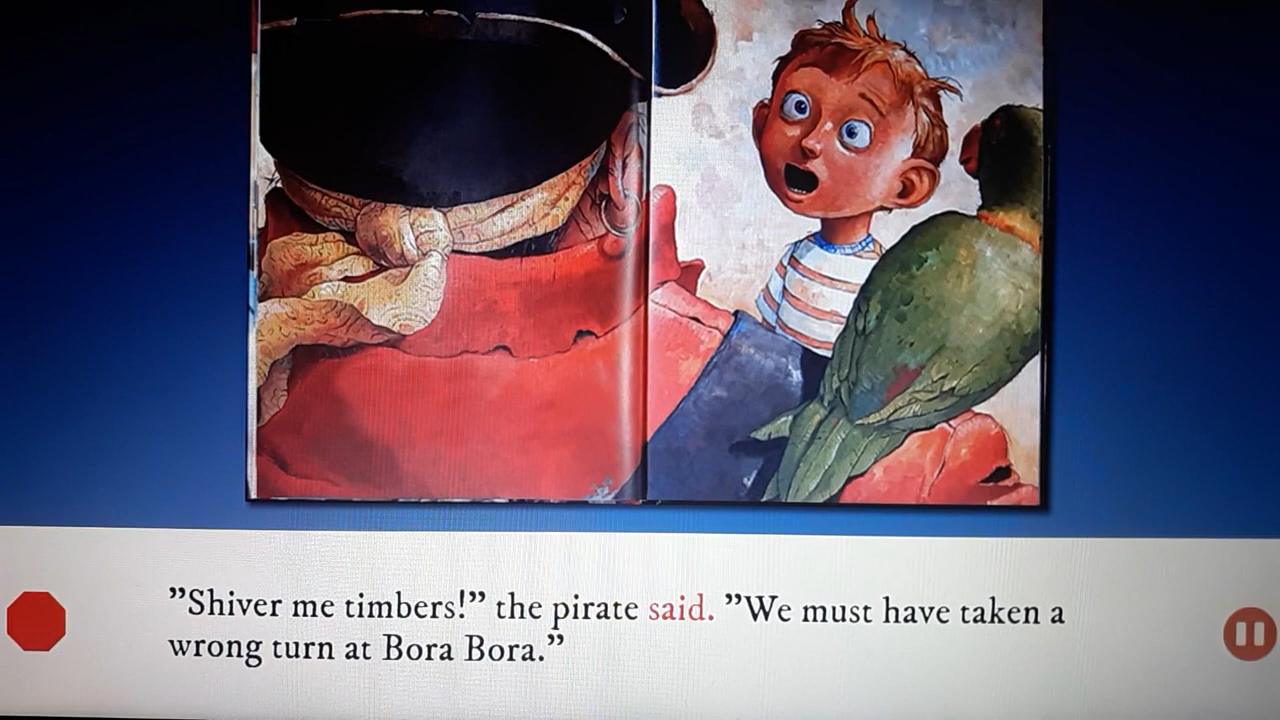 ”Shiver me timbers!” the pirate said. ”We must have taken a
wrong turn at Bora Bora.”